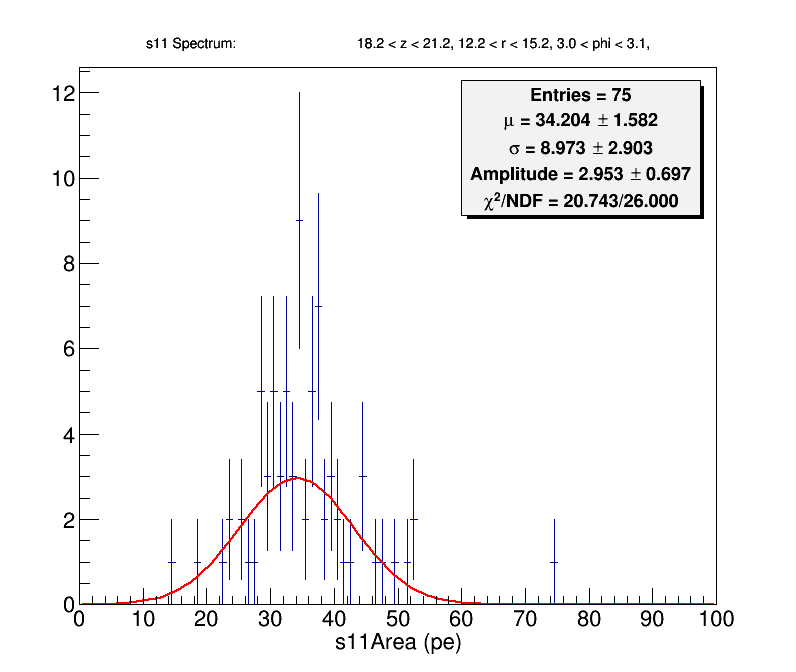 s11 Spectrum: 18.2 < z < 21.2, 12.2 < r < 15.2, 3.0 < phi < 3.1,
Entries = 75
μ = 34.204 ± 1.582
σ = 8.973 ± 2.903
Amplitude = 2.953 ± 0.697
χ²/NDF = 20.743/26.000
12
10
8
6
4
2
0
0 10 20 30 40 50 60 70 80 90 100
s11Area (pe)